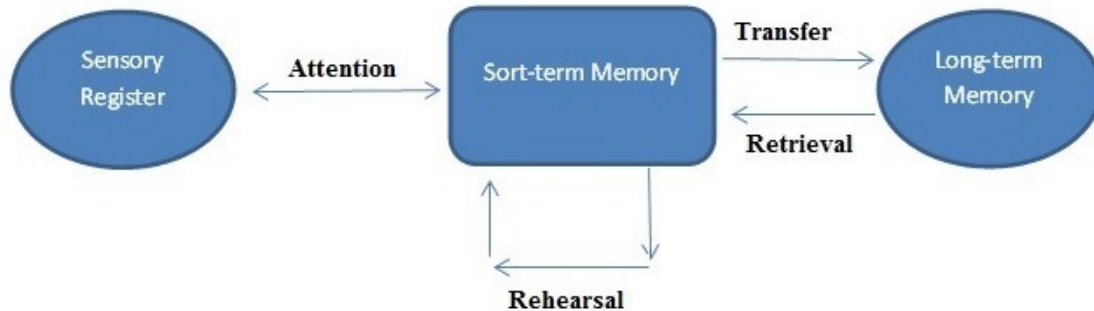 Sensory
Register
Attention
Sort-term Memory
Transfer
Retrieval
Long-term
Memory
Rehearsal